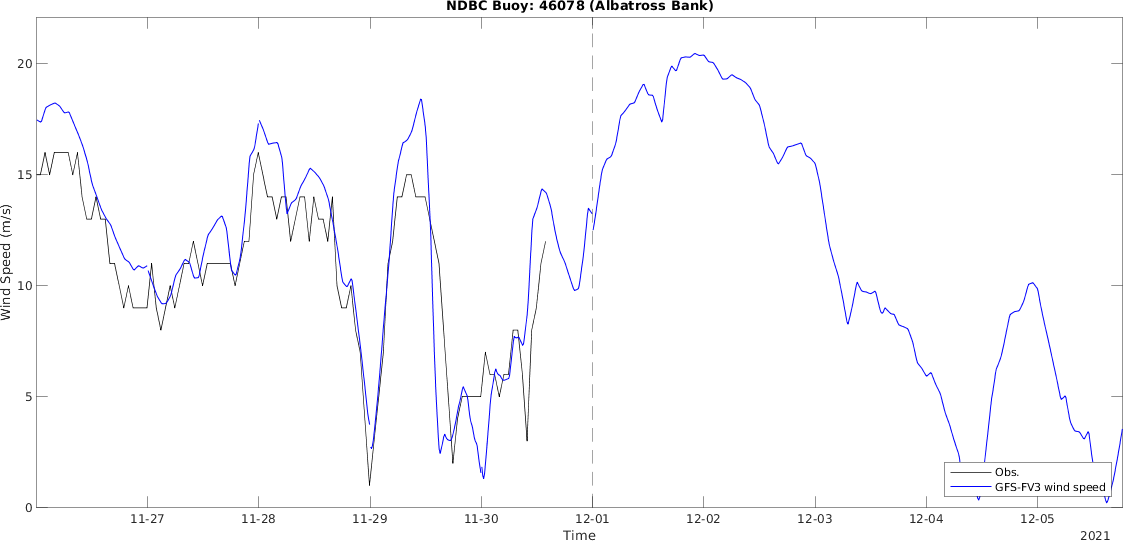 NDBC Buoy: 46078 (Albatross Bank)
Wind Speed (m/s)
20
15
10
5
0
11-27 11-28 11-29 11-30 12-01 12-02 12-03 12-04 12-05
Time
2021
Obs.
GFS-FV3 wind speed